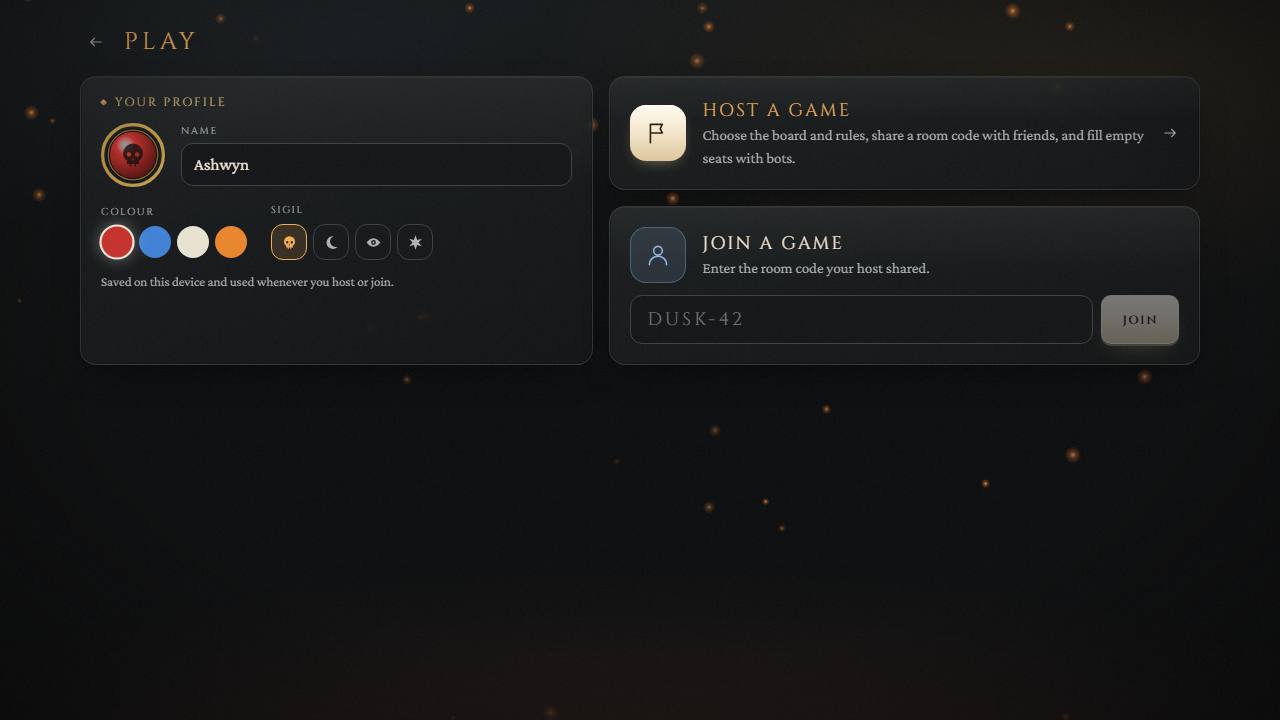 PLAY
YOUR PROFILE
NAME
Ashwyn
COLOUR
SIGIL
Saved on this device and used whenever you host or join.
HOST A GAME
Choose the board and rules, share a room code with friends, and fill empty
seats with bots.
JOIN A GAME
Enter the room code your host shared.
DUSK-42
JOIN